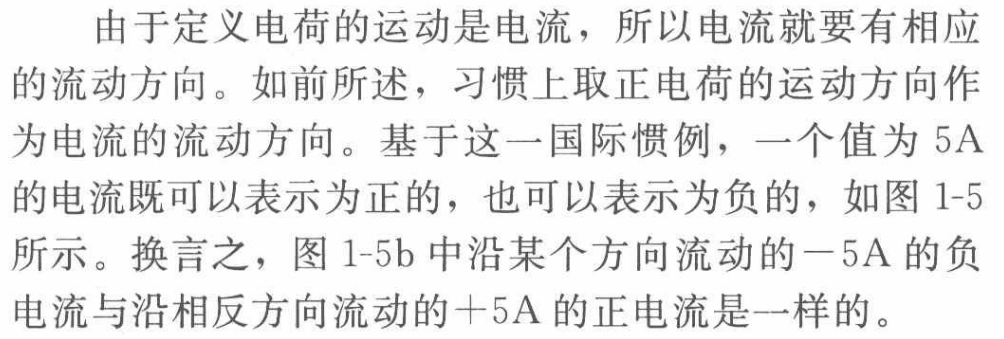 由于定义电荷的运动是电流，所以电流就要有相应
的流动方向。如前所述，习惯上取正电荷的运动方向作
为电流的流动方向。基于这一国际惯例，一个值为 5A
的电流既可以表示为正的，也可以表示为负的，如图 1-5
所示。换言之，图 1-5b 中沿某个方向流动的－5A 的负
电流与沿相反方向流动的＋5A 的正电流是一样的。